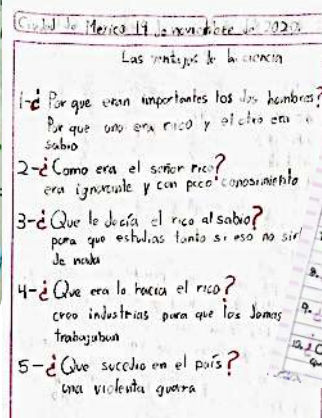 Ciudad de Mexico 19 de noviembre de 2020
Las ventajas de la ciencia
1-¿ Por que eran importantes los dos hombres?
Por que uno era rico y el otro era
sabio
2-¿ Como era el señor rico?
era ignorante y con poco conosimiento
3-¿ Que le decía el rico al sabio?
para que estudias tanto si eso no sir
de nada
4-¿ Que era lo hacia el rico?
creo industrias para que los demas
trabajaban
5-¿ Que sucedio en el país?
una violenta guerra
8.
9.